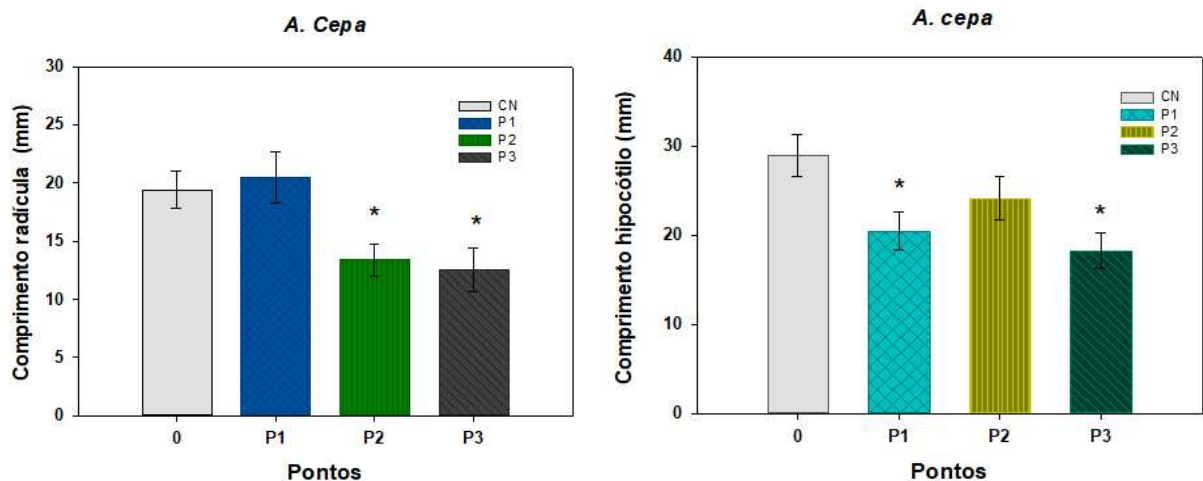 A. Cepa
Comprimento radícula (mm)
30
25
20
15
10
5
0
CN
P1
P2
P3
*
*
0 P1 P2 P3
Pontos
A. cepa
Comprimento hipocótilo (mm)
40
30
20
10
0
CN
P1
P2
P3
*
*
0 P1 P2 P3
Pontos